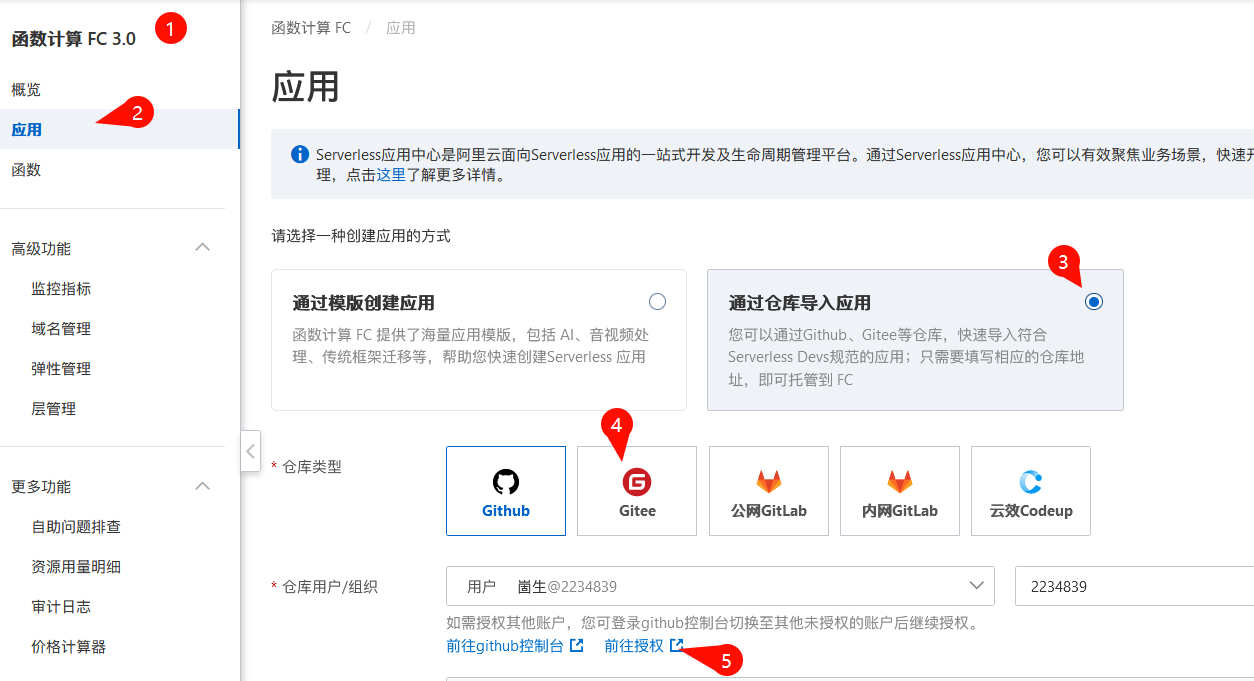 函数计算 FC 3.0
1
概览
2
应用
函数
高级功能
监控指标
域名管理
弹性管理
层管理
更多功能
自助问题排查
资源用量明细
审计日志
价格计算器
函数计算 FC / 应用
应用
Serverless应用中心是阿里云面向Serverless应用的一站式开发及生命周期管理平台。通过Serverless应用中心，您可以有效聚焦业务场景，快速开
理，点击这里了解更多详情。
请选择一种创建应用的方式
通过模版创建应用
函数计算 FC 提供了海量应用模版，包括 AI、音视频处
理、传统框架迁移等，帮助您快速创建Serverless 应用
3
通过仓库导入应用
您可以通过Github、Gitee等仓库，快速导入符合
Serverless Devs规范的应用；只需要填写相应的仓库地
址，即可托管到 FC
4
* 仓库类型
Github
Gitee
公网GitLab
内网GitLab
云效Codeup
* 仓库用户/组织
用户 崮生@2234839
2234839
如需授权其他账户，您可登录github控制台切换至其他未授权的账户后继续授权。
前往github控制台 前往授权
5